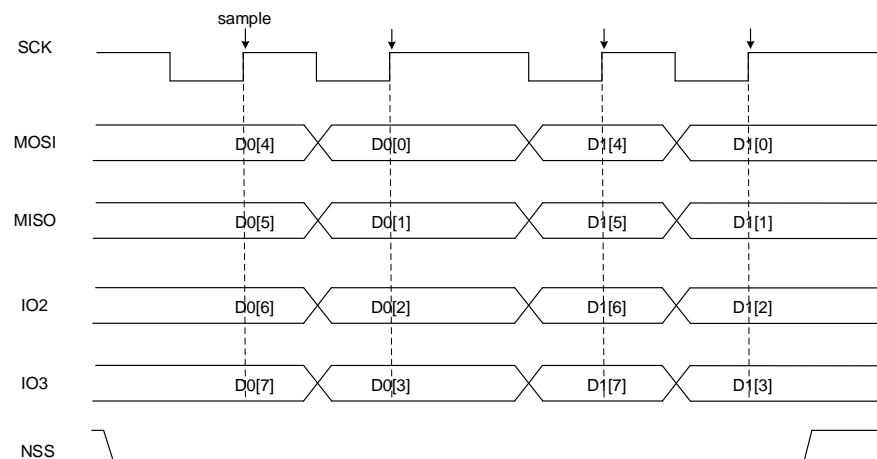 sample
SCK
MOSI D0[4] D0[0] D1[4] D1[0]
MISO D0[5] D0[1] D1[5] D1[1]
IO2 D0[6] D0[2] D1[6] D1[2]
IO3 D0[7] D0[3] D1[7] D1[3]
NSS